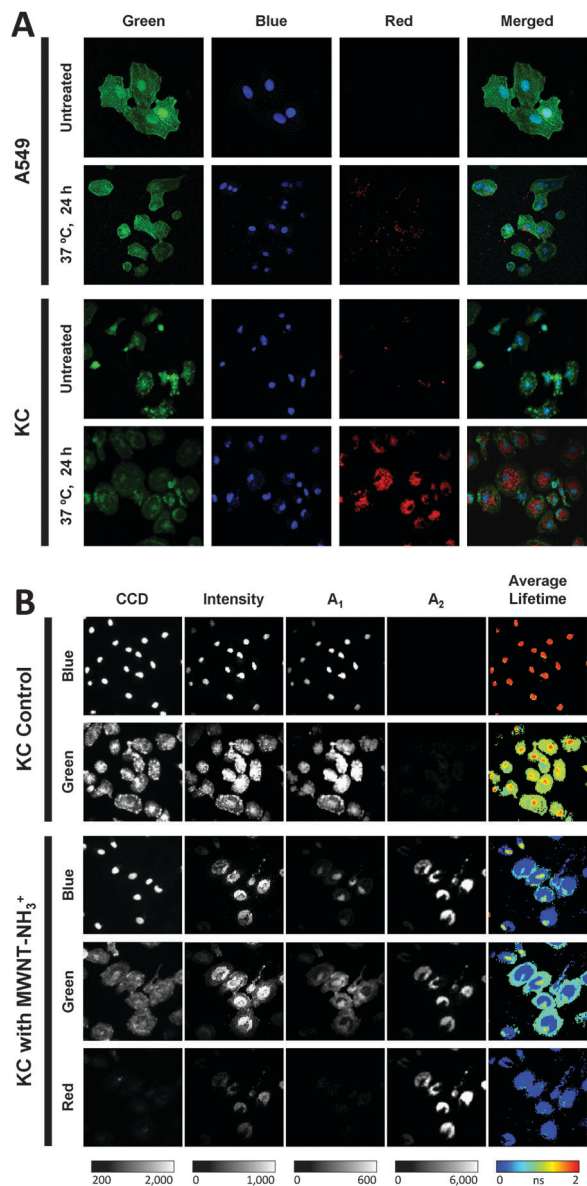 A
Green Blue Red Merged
A549
Untreated
37 ºC, 24 h
KC
Untreated
37 ºC, 24 h
B
CCD Intensity A₁ A₂ Average Lifetime
KC Control
Blue
Green
KC with MWNT-NH₃⁺
Blue
Green
Red
200 2,000 0 1,000 0 600 0 6,000 0 ns 2